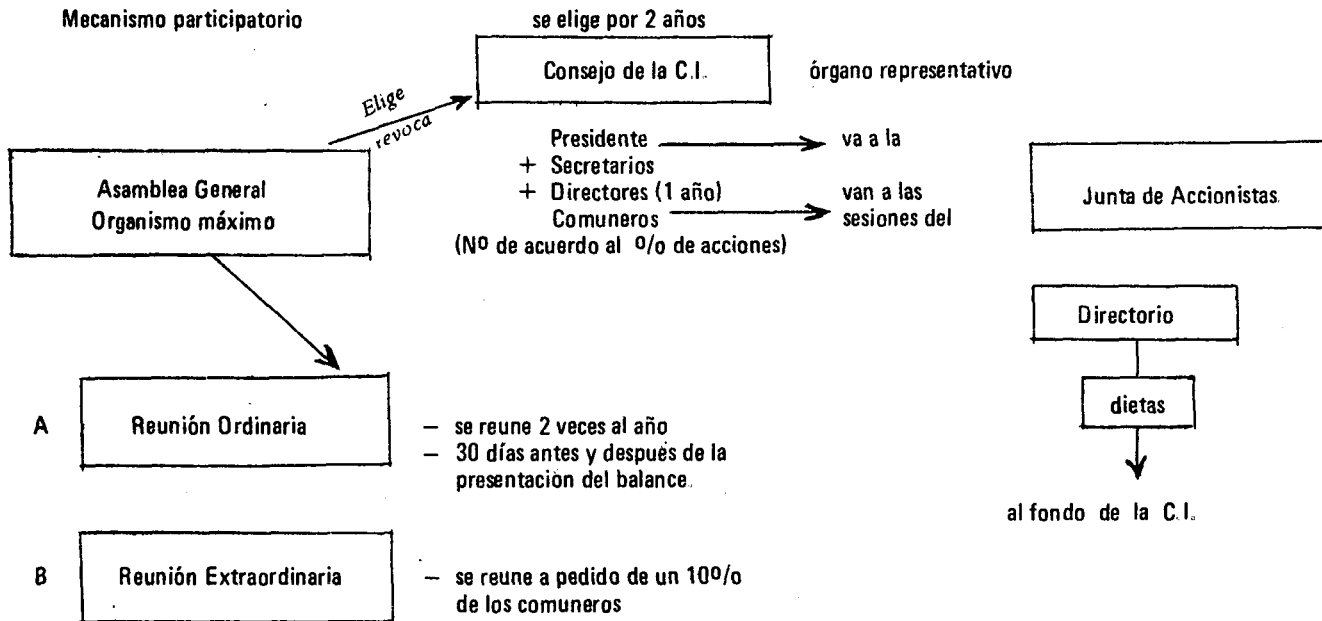 Mecanismo participatorio
se elige por 2 años
Consejo de la C.I.
órgano representativo
Elige
revoca
Asamblea General
Organismo máximo
Presidente
va a la
+ Secretarios
+ Directores (1 año)
Comuneros
van a las
sesiones del
(Nº de acuerdo al º/o de acciones)
Junta de Accionistas
Directorio
dietas
al fondo de la C.I.
A
Reunión Ordinaria
– se reune 2 veces al año
– 30 días antes y después de la
presentación del balance.
B
Reunión Extraordinaria
– se reune a pedido de un 10º/o
de los comuneros